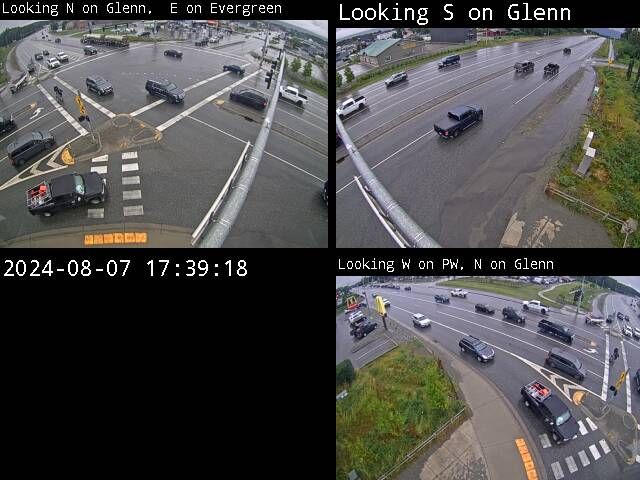 Looking N on Glenn,  E on Evergreen
Looking S on Glenn
2024-08-07 17:39:18
Looking W on PW, N on Glenn